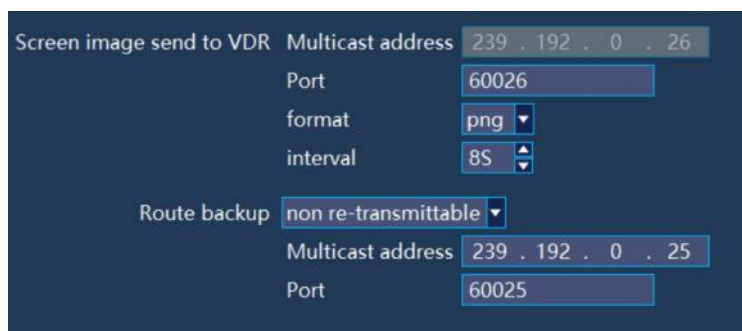 Screen image send to VDR Multicast address 239 . 192 . 0 . 26
Port 60026
format png
interval 8S
Route backup non re-transmittable
Multicast address 239 . 192 . 0 . 25
Port 60025